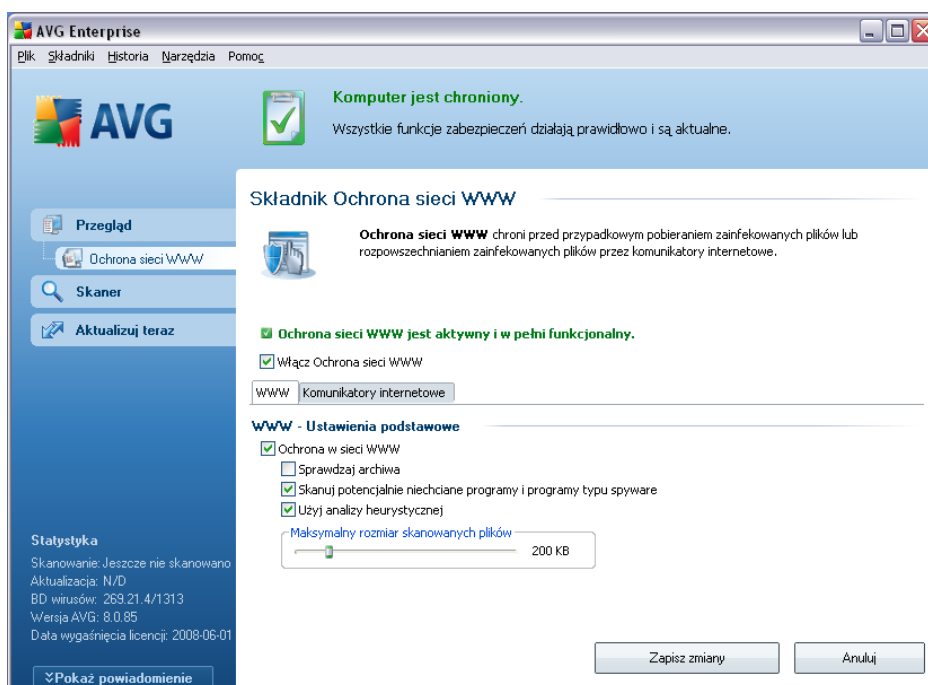 AVG Enterprise
Plik Składniki Historia Narzędzia Pomoc
AVG
Komputer jest chroniony.
Wszystkie funkcje zabezpieczeń działają prawidłowo i są aktualne.
Przegląd
Ochrona sieci WWW
Skaner
Aktualizuj teraz
Statystyka
Skanowanie: Jeszcze nie skanowano
Aktualizacja: N/D
BD wirusów: 269.21.4/1313
Wersja AVG: 8.0.85
Data wygaśnięcia licencji: 2008-06-01
Pokaż powiadomienie
Składnik Ochrona sieci WWW
Ochrona sieci WWW chroni przed przypadkowym pobieraniem zainfekowanych plików lub
rozpowszechnianiem zainfekowanych plików przez komunikatory internetowe.
Ochrona sieci WWW jest aktywny i w pełni funkcjonalny.
Włącz Ochrona sieci WWW
WWW Komunikatory internetowe
WWW - Ustawienia podstawowe
Ochrona w sieci WWW
Sprawdzaj archiwa
Skanuj potencjalnie niechciane programy i programy typu spyware
Użyj analizy heurystycznej
Maksymalny rozmiar skanowanych plików
200 KB
Zapisz zmiany Anuluj